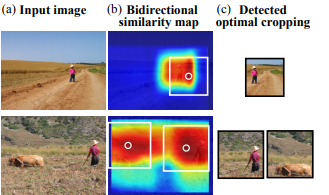 (a) Input image
(b) Bidirectional
similarity map
(c) Detected
optimal cropping